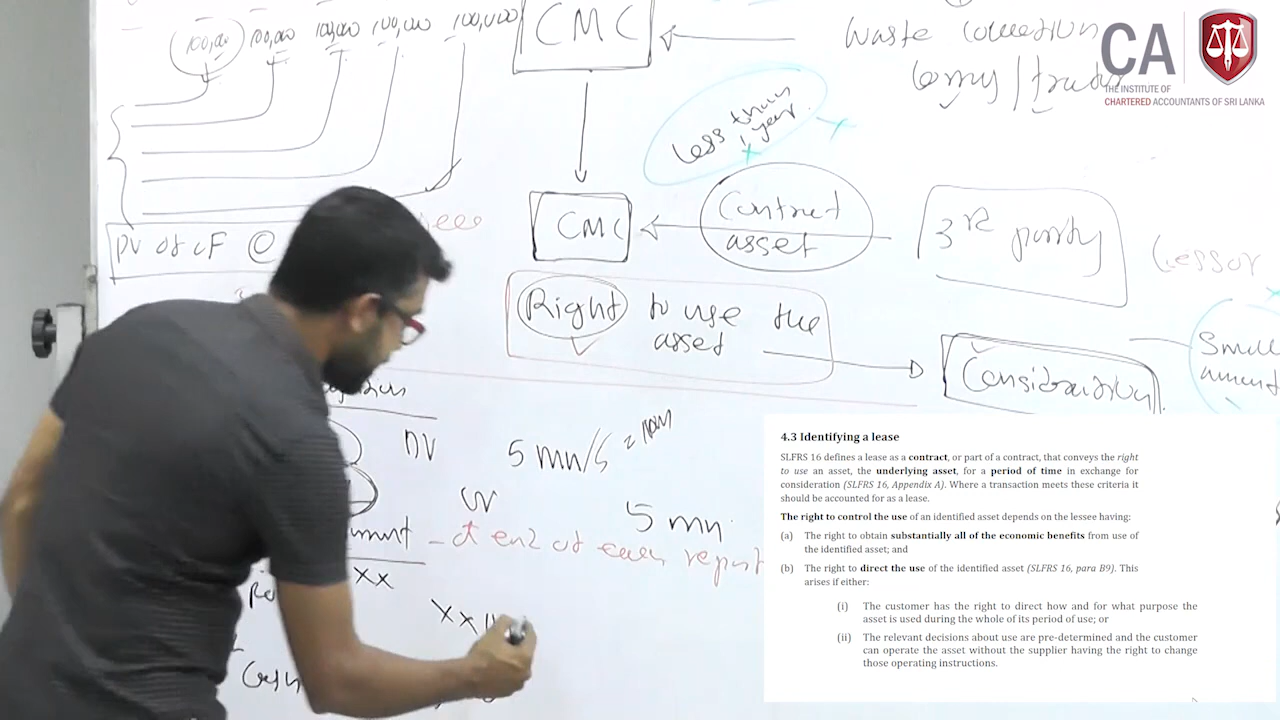 100,000 100,000 100,000 100,000 100,000
CMC
Waste
CA
THE INSTITUTE OF
CHARTERED ACCOUNTANTS OF SRI LANKA
less than
1 year
CMC
Contract
asset
3rd party
Lessor
PV of CF @
Right to use the
asset
Consideration
Small
amount
5 mn/5 =
5 mn
at end of each report
xx
xx
Cash
4.3 Identifying a lease
SLFRS 16 defines a lease as a contract, or part of a contract, that conveys the right
to use an asset, the underlying asset, for a period of time in exchange for
consideration (SLFRS 16, Appendix A). Where a transaction meets these criteria it
should be accounted for as a lease.
The right to control the use of an identified asset depends on the lessee having:
(a) The right to obtain substantially all of the economic benefits from use of
the identified asset; and
(b) The right to direct the use of the identified asset (SLFRS 16, para B9). This
arises if either:
(i) The customer has the right to direct how and for what purpose the
asset is used during the whole of its period of use; or
(ii) The relevant decisions about use are pre-determined and the customer
can operate the asset without the supplier having the right to change
those operating instructions.